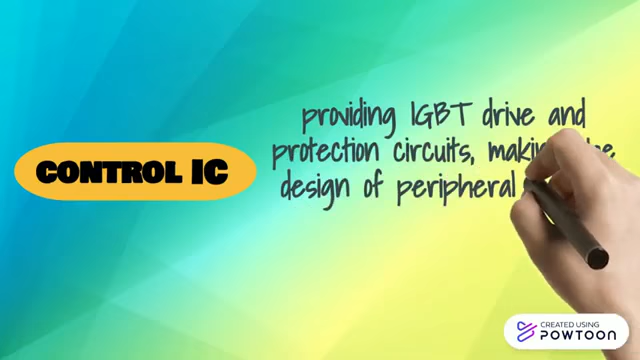 CONTROL IC
providing IGBT drive and
protection circuits,
design of peripheral
CREATED USING
POWTOON